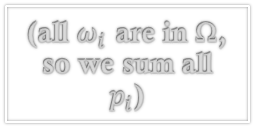 (all ωᵢ are in Ω,
so we sum all
pᵢ)